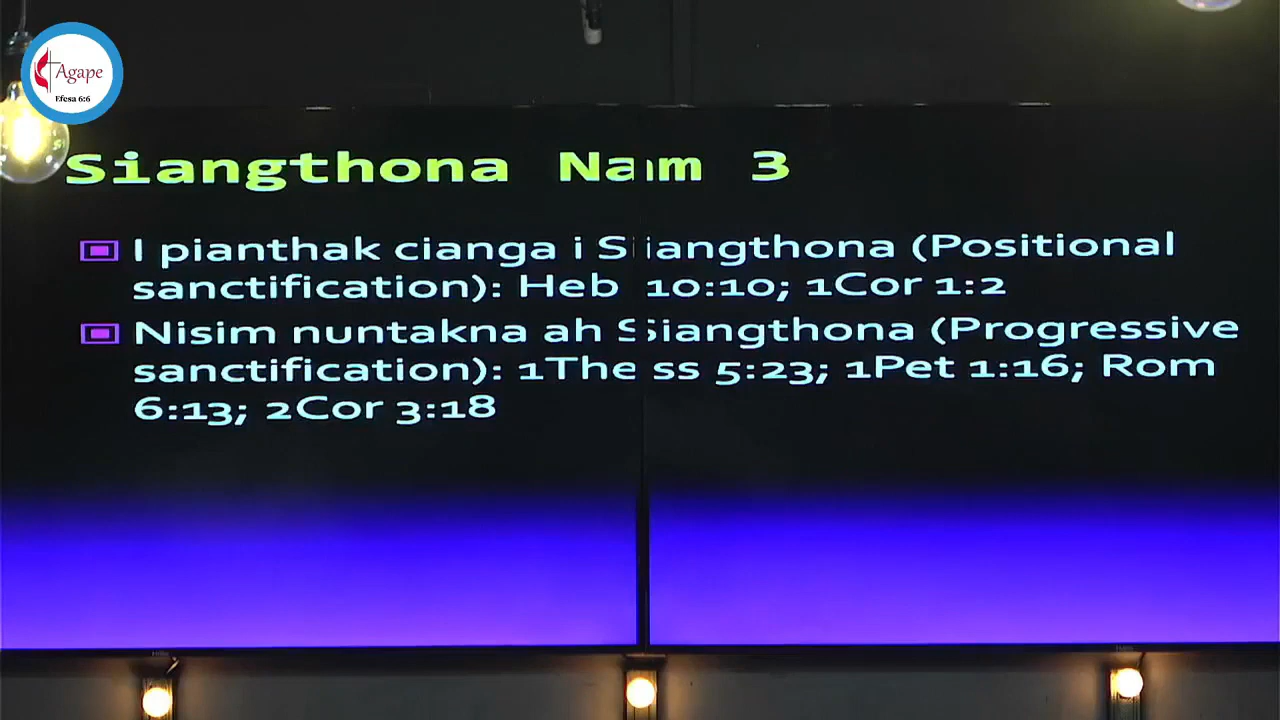 Agape
Efesa 6:6
Siangthona Nam 3
I pianthak cianga i Siangthona (Positional
sanctification): Heb 10:10; 1Cor 1:2
Nisim nuntakna ah Siangthona (Progressive
sanctification): 1Thess 5:23; 1Pet 1:16; Rom
6:13; 2Cor 3:18